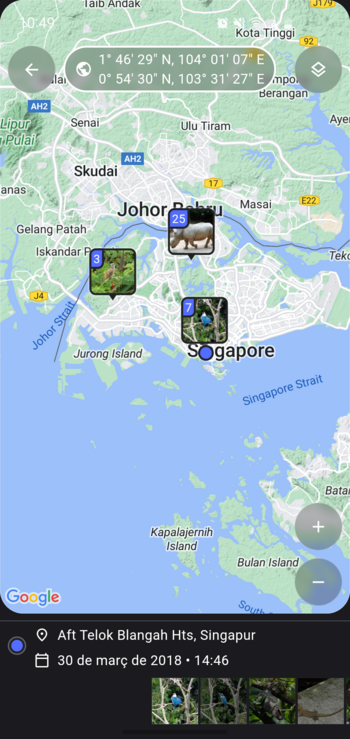 Taib Andak
J179
10:49
Kota Tinggi
92
1° 46' 29" N, 104° 01' 07" E
0° 54' 30" N, 103° 31' 27" E
Berangan
AH2
Senai
Ulu Tiram
Lipur
Pulai
AH2
Skudai
17
Masai
E22
Johor Bahru
Gelang Patah
25
Iskandar P
3
J4
7
Johor Strait
Jurong Island
Singapore
Singapore Strait
Kapalajernih
Island
Bulan Island
+
−
Google
Aft Telok Blangah Hts, Singapur
30 de març de 2018 • 14:46